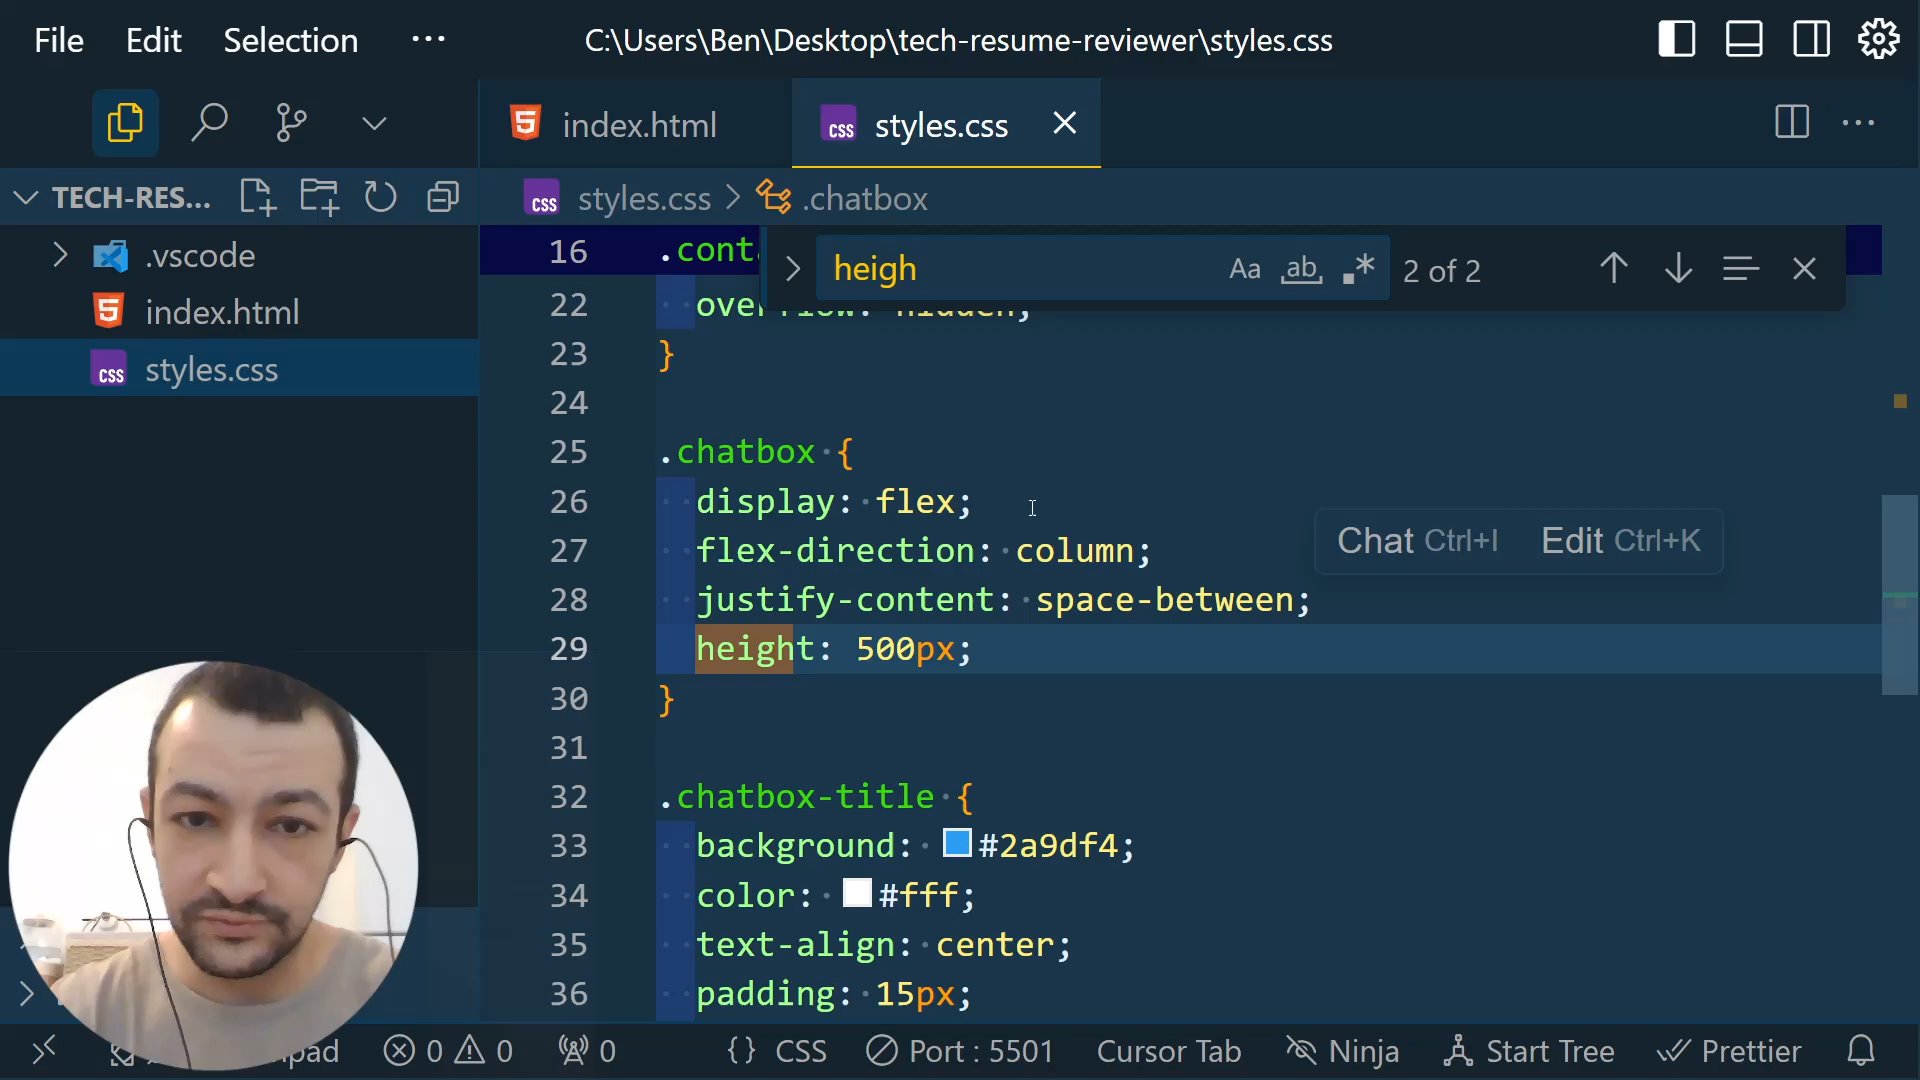 File Edit Selection ··· C:\Users\Ben\Desktop\tech-resume-reviewer\styles.css
index.html styles.css
TECH-RES...
styles.css > .chatbox
.vscode
index.html
styles.css
heigh Aa ab .* 2 of 2
16 .cont
22 overflow: hidden;
23 }
24
25 .chatbox {
26 display: flex;
27 flex-direction: column;
28 justify-content: space-between;
29 height: 500px;
30 }
31
32 .chatbox-title {
33 background: #2a9df4;
34 color: #fff;
35 text-align: center;
36 padding: 15px;
Chat Ctrl+I Edit Ctrl+K
0 0 0 {} CSS Port : 5501 Cursor Tab Ninja Start Tree Prettier